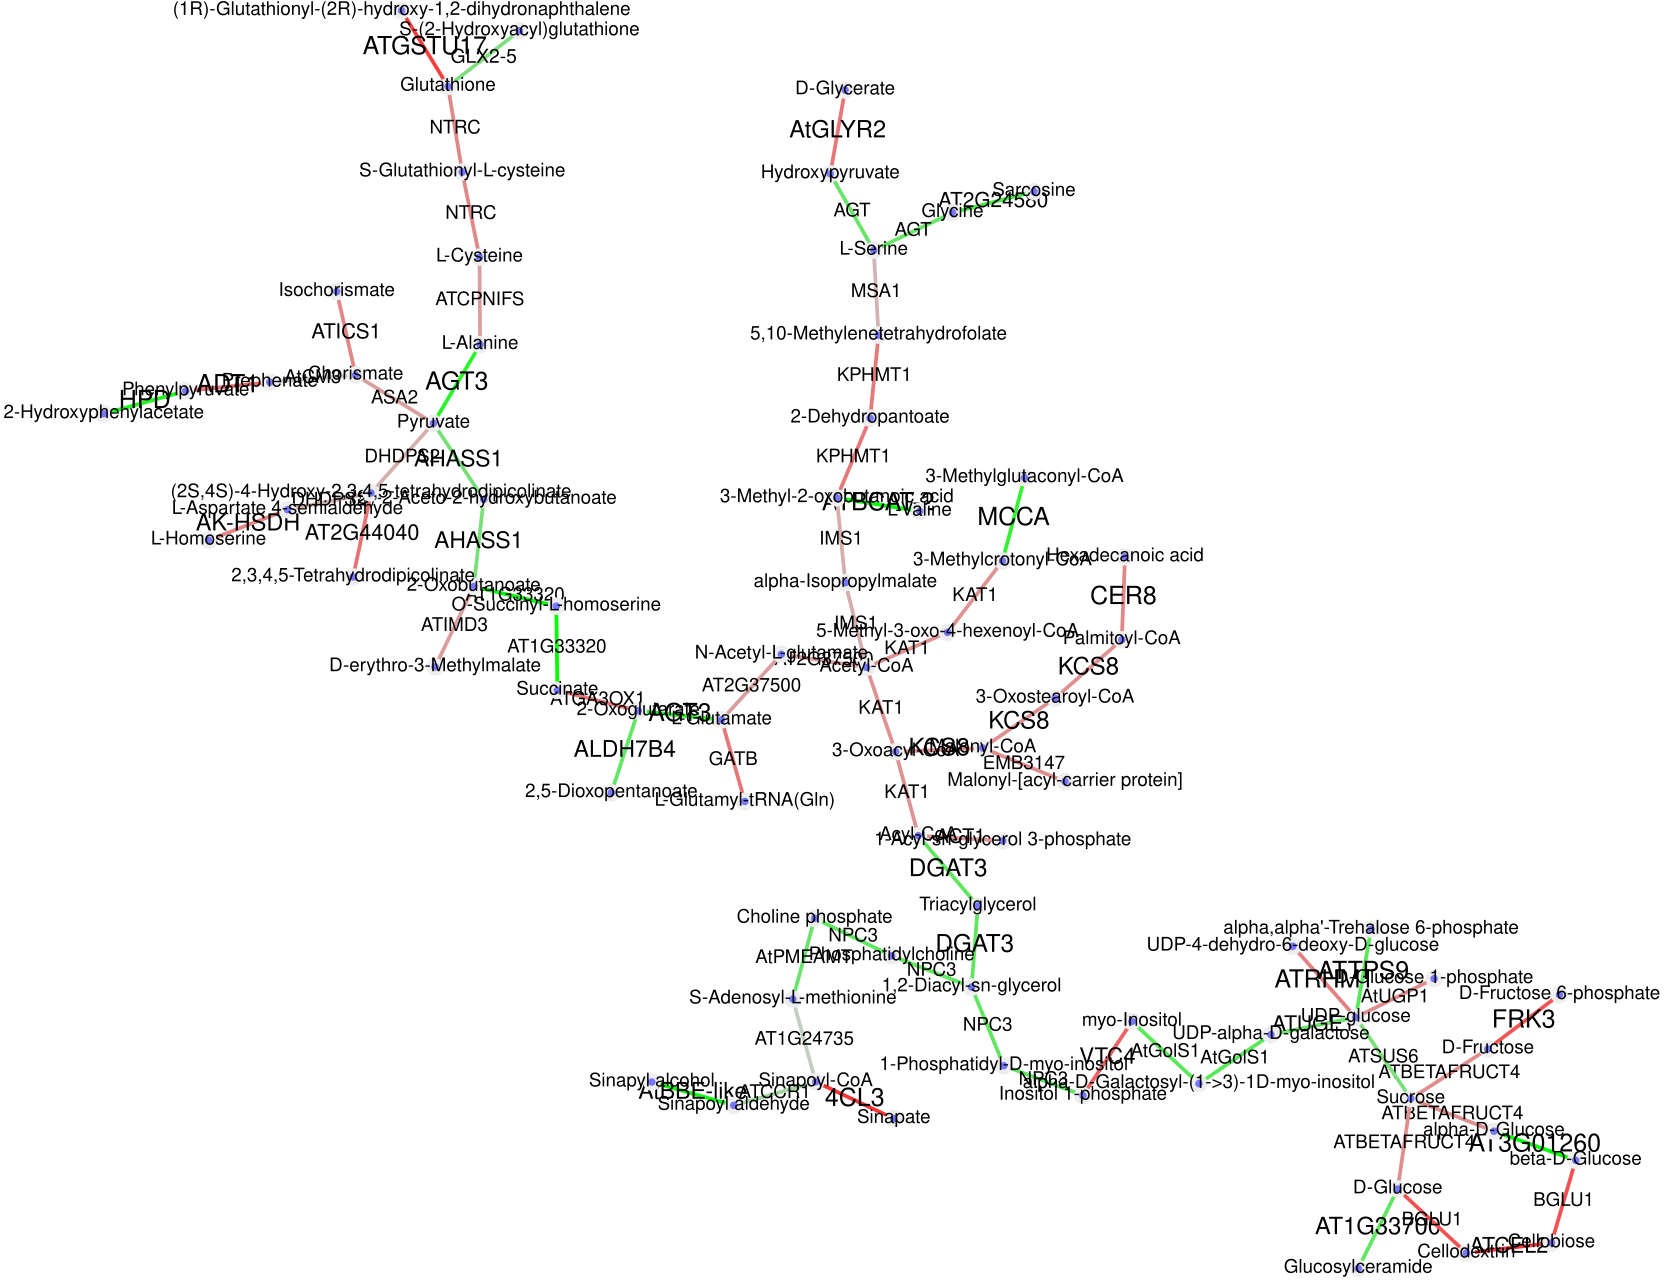 (1R)-Glutathionyl-(2R)-hydroxy-1,2-dihydronaphthalene
S-(2-Hydroxyacyl)glutathione
ATGSTU17
GLX2-5
Glutathione
NTRC
S-Glutathionyl-L-cysteine
NTRC
L-Cysteine
Isochorismate
ATCPNIFS
ATICS1
L-Alanine
Chorismate
AtCM3
Prephenate
ADT1
Phenylpyruvate
HPD
2-Hydroxyphenylacetate
AGT3
ASA2
Pyruvate
DHDPS2
AHASS1
(2S,4S)-4-Hydroxy-2,3,4,5-tetrahydrodipicolinate
DHDPS2
2-Aceto-2-hydroxybutanoate
L-Aspartate 4-semialdehyde
AK-HSDH
AT2G44040
L-Homoserine
AHASS1
2,3,4,5-Tetrahydrodipicolinate
2-Oxobutanoate
AT1G33320
O-Succinyl-L-homoserine
ATIMD3
AT1G33320
D-erythro-3-Methylmalate
Succinate
ATGA3OX1
2-Oxoglutarate
AGT3
L-Glutamate
ALDH7B4
GATB
2,5-Dioxopentanoate
L-Glutamyl-tRNA(Gln)
D-Glycerate
AtGLYR2
Hydroxypyruvate
AGT
Sarcosine
AT2G24580
Glycine
AGT
L-Serine
MSA1
5,10-Methylenetetrahydrofolate
KPHMT1
2-Dehydropantoate
KPHMT1
3-Methylglutaconyl-CoA
3-Methyl-2-oxobutanoic acid
ATBCAT-2
L-Valine
MCCA
IMS1
3-Methylcrotonyl-CoA
Hexadecanoic acid
alpha-Isopropylmalate
KAT1
CER8
IMS1
5-Methyl-3-oxo-4-hexenoyl-CoA
Palmitoyl-CoA
N-Acetyl-L-glutamate
AT2G37500
KAT1
Acetyl-CoA
KCS8
AT2G37500
3-Oxostearoyl-CoA
KAT1
KCS8
3-Oxoacyl-CoA
KCS8
Malonyl-CoA
EMB3147
Malonyl-[acyl-carrier protein]
KAT1
Acyl-CoA
ACT1
1-Acyl-sn-glycerol 3-phosphate
DGAT3
Triacylglycerol
Choline phosphate
NPC3
DGAT3
AtPMEAMT
Phosphatidylcholine
NPC3
1,2-Diacyl-sn-glycerol
S-Adenosyl-L-methionine
NPC3
AT1G24735
1-Phosphatidyl-D-myo-inositol
Sinapyl alcohol
Sinapoyl-CoA
AtBBE-like
ATCCR1
4CL3
Sinapoyl aldehyde
Sinapate
NPC3
Inositol 1-phosphate
VTC4
myo-Inositol
AtGolS1
alpha-D-Galactosyl-(1->3)-1D-myo-inositol
AtGolS1
UDP-alpha-D-galactose
AtUGE3
UDP-glucose
alpha,alpha'-Trehalose 6-phosphate
UDP-4-dehydro-6-deoxy-D-glucose
ATTPS9
ATRHM1
D-Glucose 1-phosphate
AtUGP1
D-Fructose 6-phosphate
FRK3
D-Fructose
ATSUS6
ATBETAFRUCT4
Sucrose
ATBETAFRUCT4
alpha-D-Glucose
ATBETAFRUCT4
AT3G01260
beta-D-Glucose
D-Glucose
BGLU1
BGLU1
AT1G33700
ATCEL2
Cellobiose
Cellodextrin
Glucosylceramide